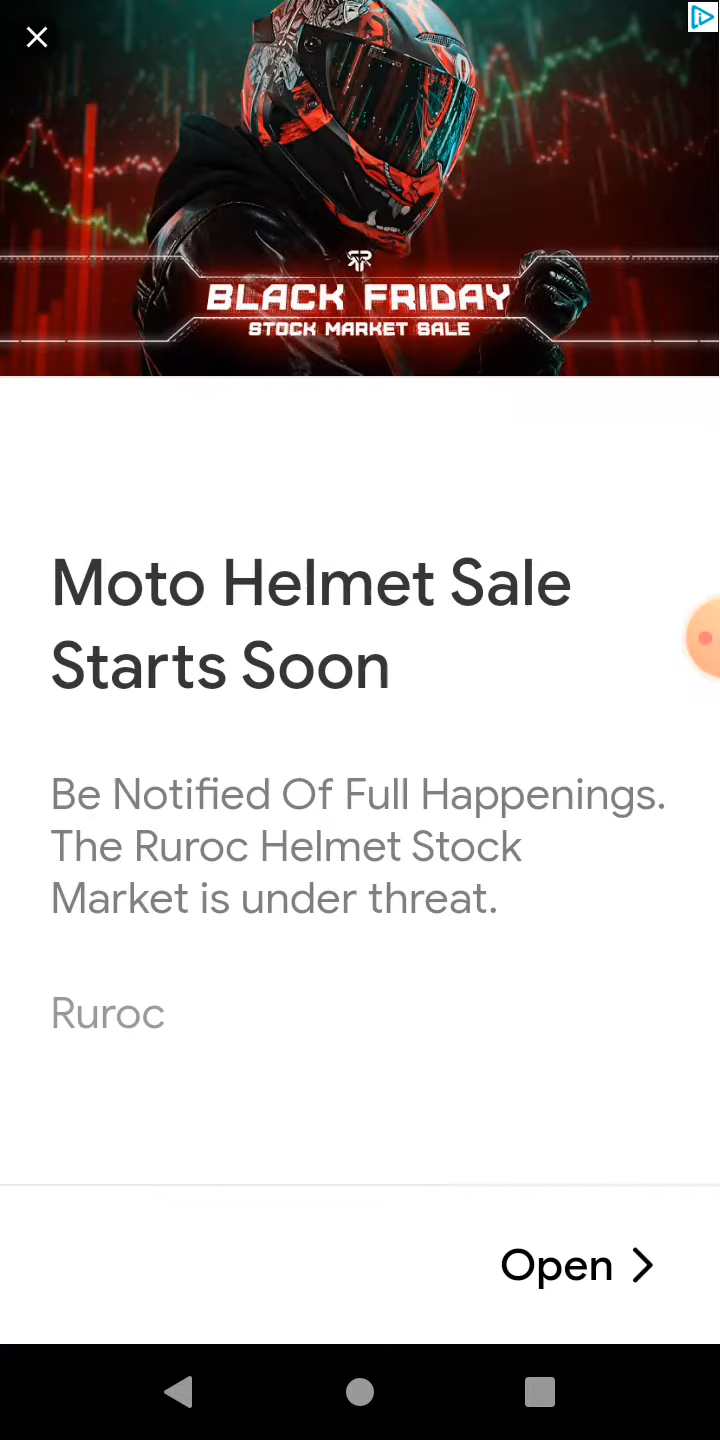 BLACK FRIDAY
STOCK MARKET SALE
Moto Helmet Sale
Starts Soon
Be Notified Of Full Happenings.
The Ruroc Helmet Stock
Market is under threat.
Ruroc
Open